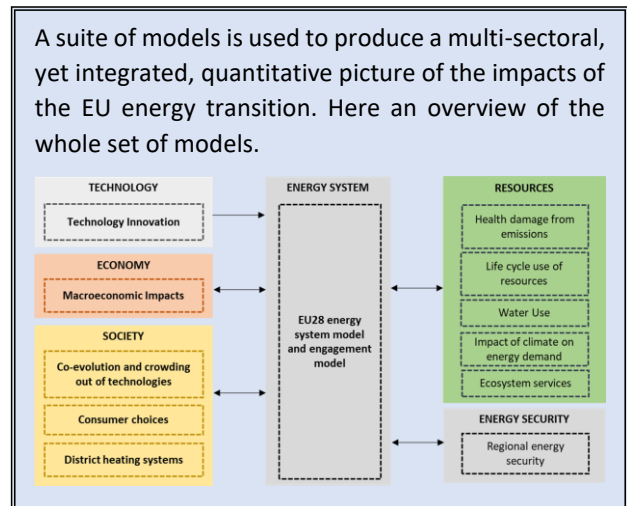 A suite of models is used to produce a multi-sectoral,
yet integrated, quantitative picture of the impacts of
the EU energy transition. Here an overview of the
whole set of models.
TECHNOLOGY
Technology Innovation
ECONOMY
Macroeconomic Impacts
SOCIETY
Co-evolution and crowding
out of technologies
Consumer choices
District heating systems
ENERGY SYSTEM
EU28 energy
system model
and engagement
model
RESOURCES
Health damage from
emissions
Life cycle use of
resources
Water Use
Impact of climate on
energy demand
Ecosystem services
ENERGY SECURITY
Regional energy
security